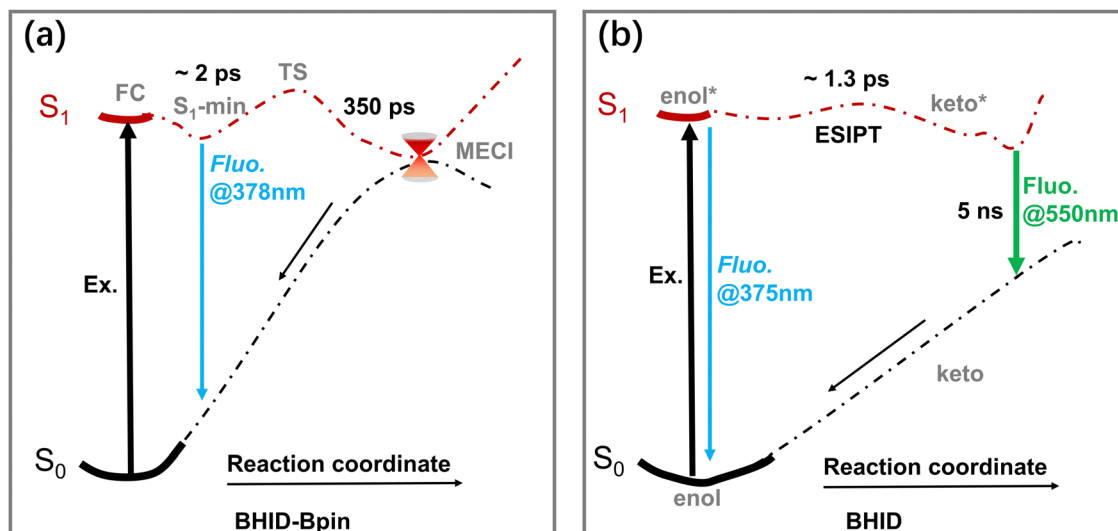 (a)
~ 2 ps
TS
FC
S₁-min
350 ps
S₁
MECI
Fluo.
@378nm
Ex.
S₀
Reaction coordinate
BHID-Bpin
(b)
~ 1.3 ps
enol*
keto*
S₁
ESIPT
Fluo.
@550nm
5 ns
Ex.
Fluo.
@375nm
keto
S₀
Reaction coordinate
enol
BHID